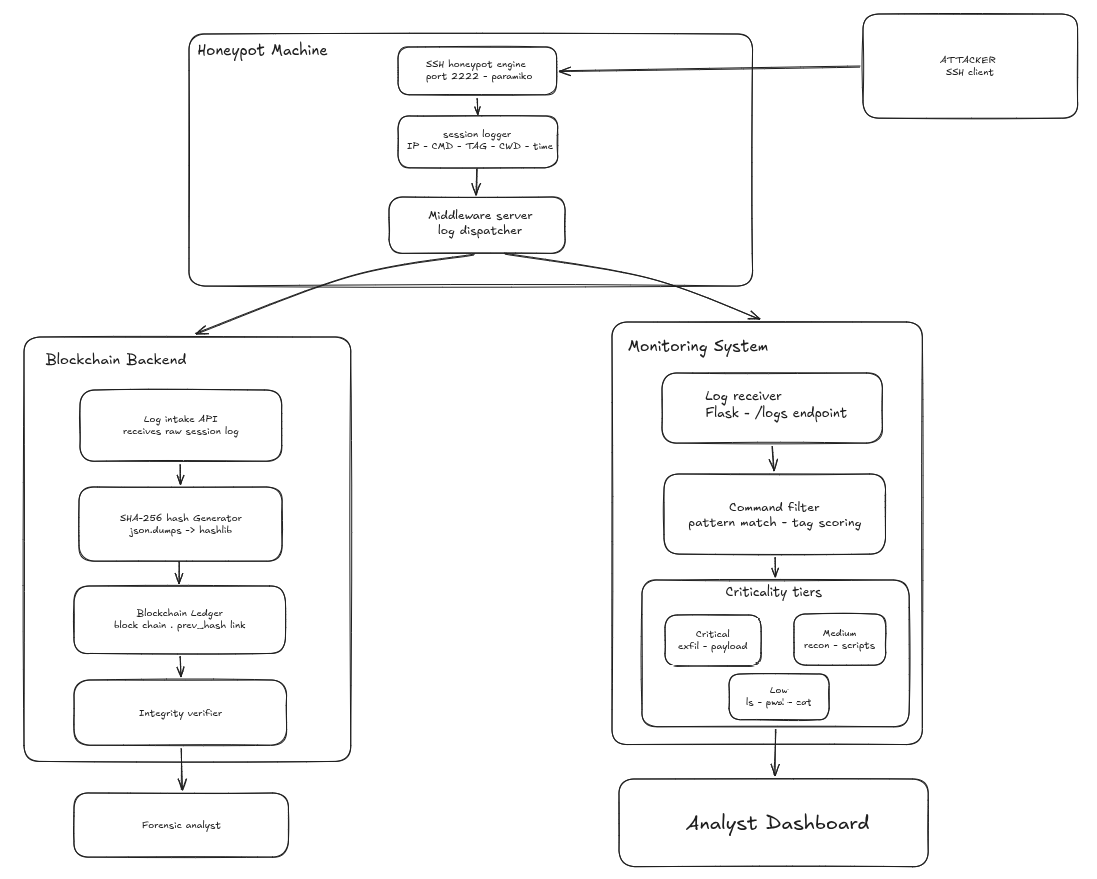 Honeypot Machine
SSH honeypot engine
port 2222 - paramiko
ATTACKER
SSH client
session logger
IP - CMD - TAG - CWD - time
Middleware server
log dispatcher
Blockchain Backend
Log intake API
receives raw session log
SHA-256 hash Generator
json.dumps -> hashlib
Blockchain Ledger
block chain . prev_hash link
Integrity verifier
Forensic analyst
Monitoring System
Log receiver
Flask - /logs endpoint
Command filter
pattern match - tag scoring
Criticality tiers
Critical
exfil - payload
Medium
recon - scripts
Low
ls - pwd - cat
Analyst Dashboard